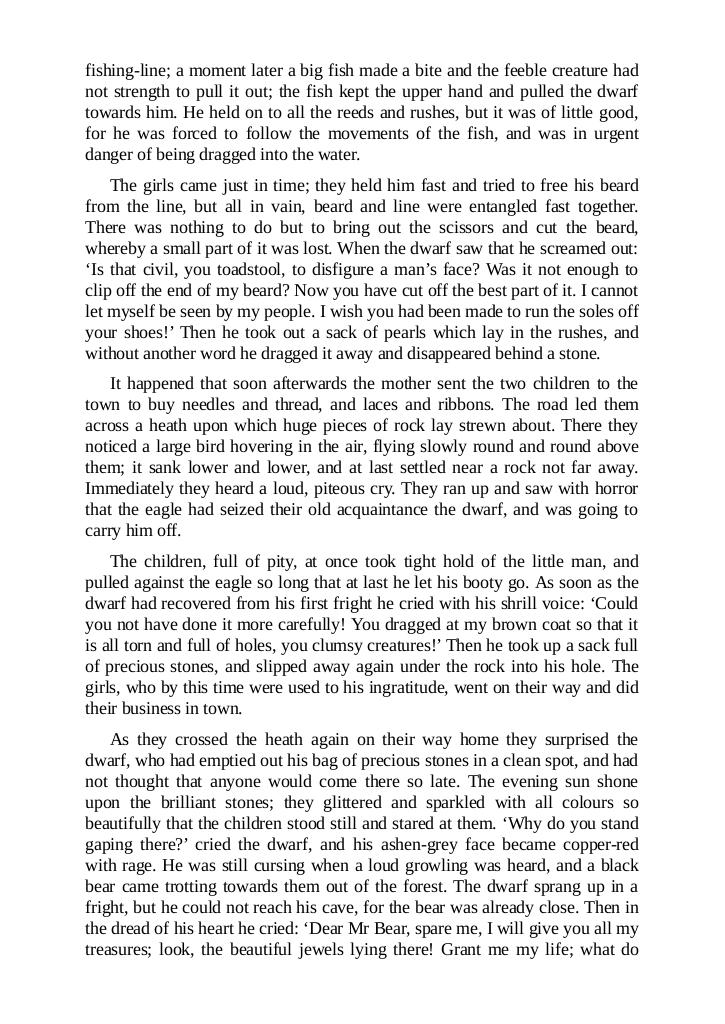 fishing-line; a moment later a big fish made a bite and the feeble creature had
not strength to pull it out; the fish kept the upper hand and pulled the dwarf
towards him. He held on to all the reeds and rushes, but it was of little good,
for he was forced to follow the movements of the fish, and was in urgent
danger of being dragged into the water.
The girls came just in time; they held him fast and tried to free his beard
from the line, but all in vain, beard and line were entangled fast together.
There was nothing to do but to bring out the scissors and cut the beard,
whereby a small part of it was lost. When the dwarf saw that he screamed out:
‘Is that civil, you toadstool, to disfigure a man’s face? Was it not enough to
clip off the end of my beard? Now you have cut off the best part of it. I cannot
let myself be seen by my people. I wish you had been made to run the soles off
your shoes!’ Then he took out a sack of pearls which lay in the rushes, and
without another word he dragged it away and disappeared behind a stone.
It happened that soon afterwards the mother sent the two children to the
town to buy needles and thread, and laces and ribbons. The road led them
across a heath upon which huge pieces of rock lay strewn about. There they
noticed a large bird hovering in the air, flying slowly round and round above
them; it sank lower and lower, and at last settled near a rock not far away.
Immediately they heard a loud, piteous cry. They ran up and saw with horror
that the eagle had seized their old acquaintance the dwarf, and was going to
carry him off.
The children, full of pity, at once took tight hold of the little man, and
pulled against the eagle so long that at last he let his booty go. As soon as the
dwarf had recovered from his first fright he cried with his shrill voice: ‘Could
you not have done it more carefully! You dragged at my brown coat so that it
is all torn and full of holes, you clumsy creatures!’ Then he took up a sack full
of precious stones, and slipped away again under the rock into his hole. The
girls, who by this time were used to his ingratitude, went on their way and did
their business in town.
As they crossed the heath again on their way home they surprised the
dwarf, who had emptied out his bag of precious stones in a clean spot, and had
not thought that anyone would come there so late. The evening sun shone
upon the brilliant stones; they glittered and sparkled with all colours so
beautifully that the children stood still and stared at them. ‘Why do you stand
gaping there?’ cried the dwarf, and his ashen-grey face became copper-red
with rage. He was still cursing when a loud growling was heard, and a black
bear came trotting towards them out of the forest. The dwarf sprang up in a
fright, but he could not reach his cave, for the bear was already close. Then in
the dread of his heart he cried: ‘Dear Mr Bear, spare me, I will give you all my
treasures; look, the beautiful jewels lying there! Grant me my life; what do